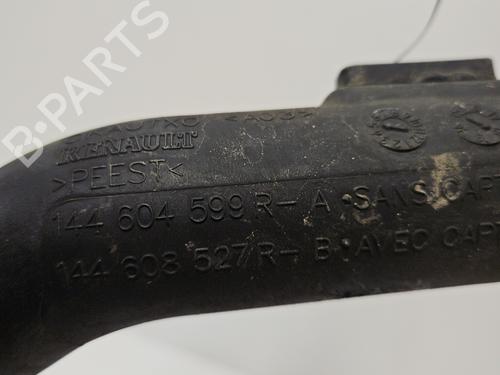 RENAULT
>PEEST<
144 604 599 R- A : SANS CAPT
144 608 527 R- B : AVEC CAPT
B-PARTS